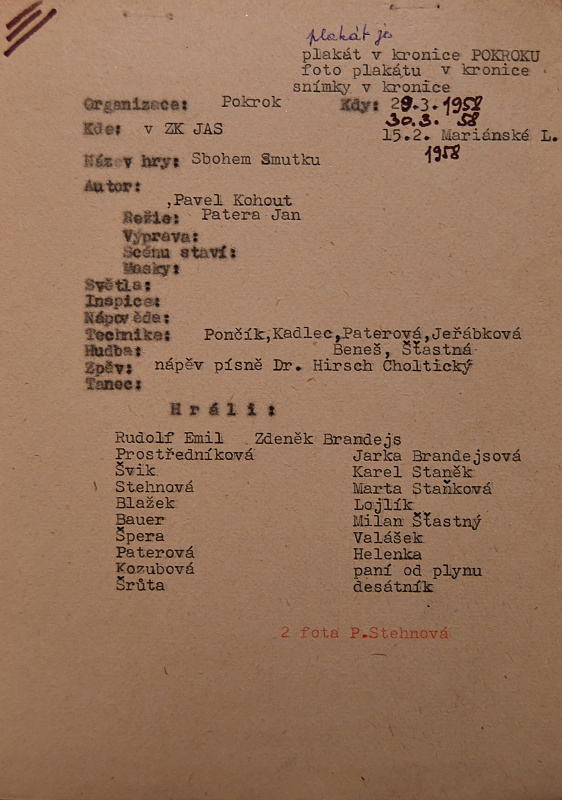 plakát je
plakát v kronice POKROKU
foto plakátu v kronice
snímky v kronice
Organizace: Pokrok Kdy: 29.3. 1958
30.3. 58
Kde: v ZK JAS 15.2. Mariánské L.
1958
Název hry: Sbohem Smutku
Autor:
,Pavel Kohout
Režie: Patera Jan
Výprava:
Scénu staví:
Masky:
Světla:
Inspice:
Nápověda:
Technika: Pončík,Kadlec,Paterová,Jeřábková
Hudba: Beneš, Šťastná
Zpěv: nápěv písně Dr. Hirsch Choltický
Tanec:
Hráli:
Rudolf Emil Zdeněk Brandejs
Prostředníková Jarka Brandejsová
Švik Karel Staněk
Stehnová Marta Staňková
Blažek Lojlík
Bauer Milan Šťastný
Špera Valášek
Paterová Helenka
Kozubová paní od plynu
Šrůta desátník
2 fota P.Stehnová